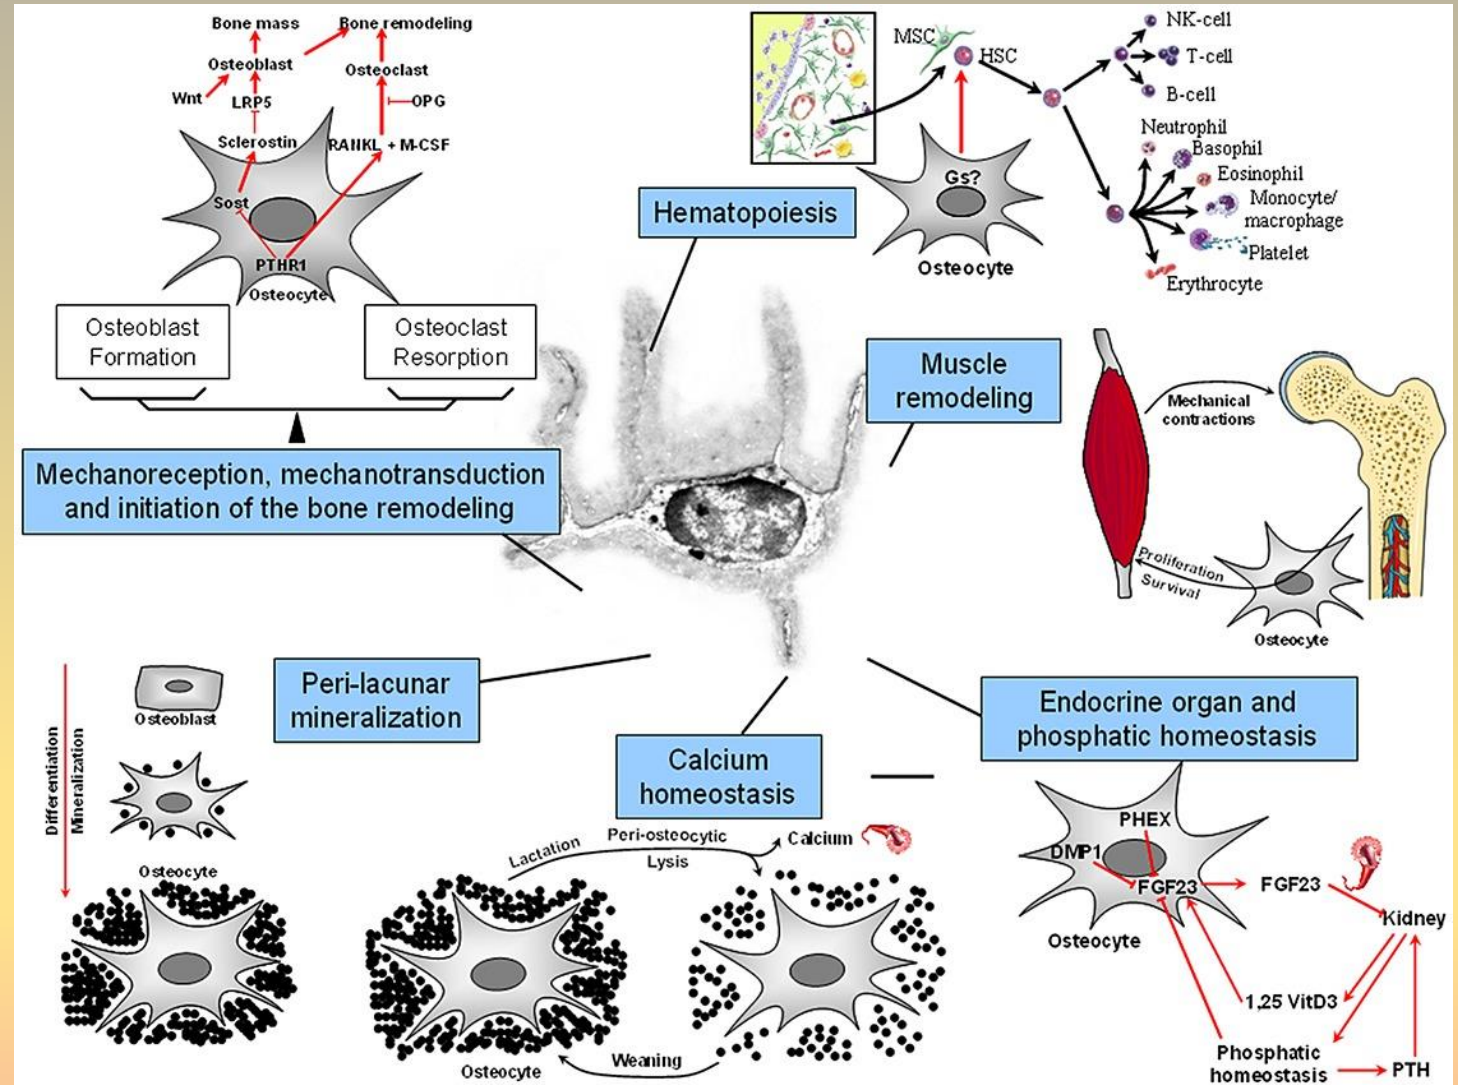 Bone mass
Bone remodeling
Osteoblast
Osteoclast
Wnt
LRP5
OPG
Sclerostin
RANKL + M-CSF
Sost
PTHR1
Osteocyte
Osteoblast
Formation
Osteoclast
Resorption
Mechanoreception, mechanotransduction
and initiation of the bone remodeling
Hematopoiesis
MSC
HSC
Gs?
Osteocyte
NK-cell
T-cell
B-cell
Neutrophil
Basophil
Eosinophil
Monocyte/
macrophage
Platelet
Erythrocyte
Muscle
remodeling
Mechanical
contractions
Proliferation
Survival
Osteocyte
Peri-lacunar
mineralization
Differentiation
Mineralization
Osteoblast
Osteocyte
Calcium
homeostasis
Lactation
Peri-osteocytic
Lysis
Calcium
Weaning
Osteocyte
Endocrine organ and
phosphatic homeostasis
PHEX
DMP1
FGF23
FGF23
Kidney
Osteocyte
1,25 VitD3
Phosphatic
homeostasis
PTH